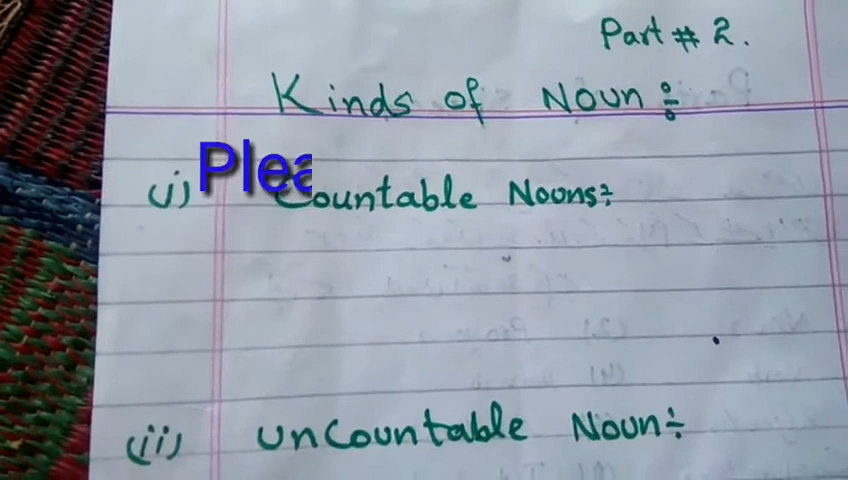 Part # 2.
Kinds of Noun ÷
Plea
(i) Countable Nouns÷
(ii) Uncountable Noun÷